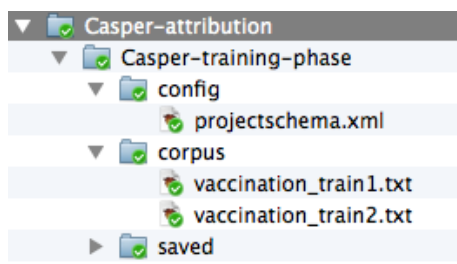 Casper-attribution
Casper-training-phase
config
projectschema.xml
corpus
vaccination_train1.txt
vaccination_train2.txt
saved